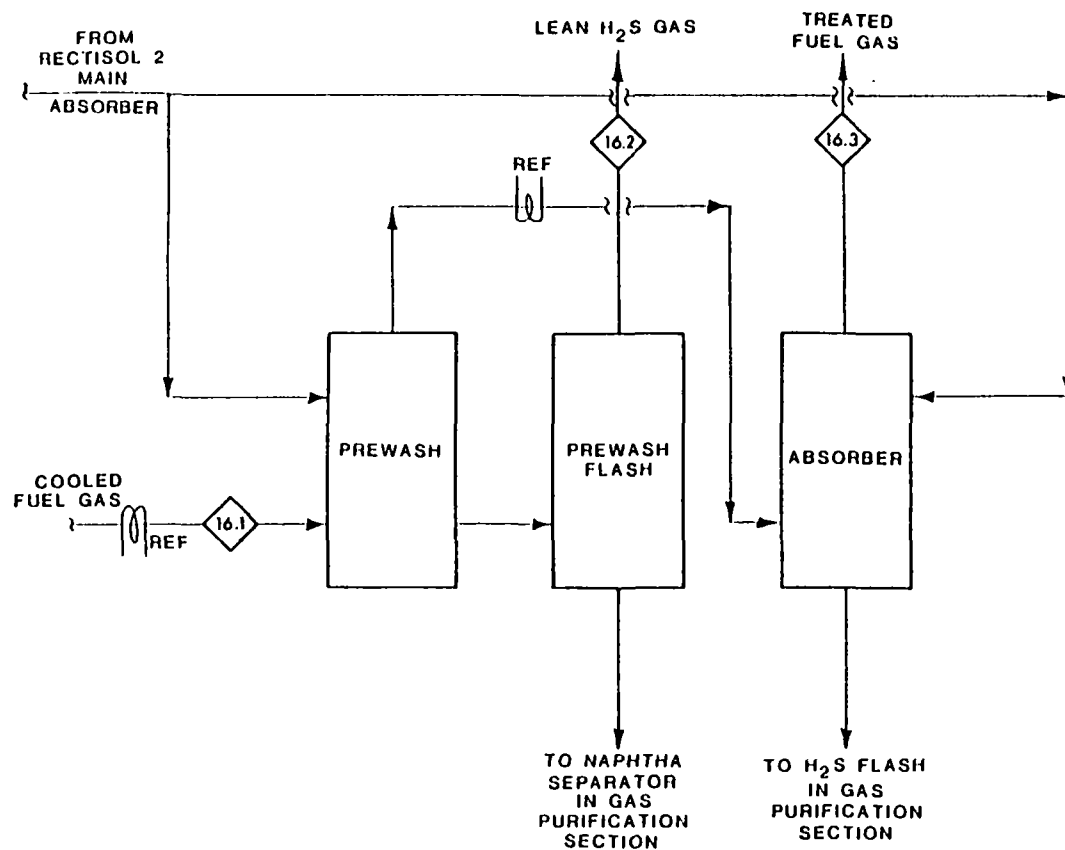 FROM
RECTISOL 2
MAIN
ABSORBER
LEAN H₂S GAS
TREATED
FUEL GAS
16.2
16.3
REF
PREWASH
PREWASH
FLASH
ABSORBER
COOLED
FUEL GAS
REF
16.1
TO NAPHTHA
SEPARATOR
IN GAS
PURIFICATION
SECTION
TO H₂S FLASH
IN GAS
PURIFICATION
SECTION